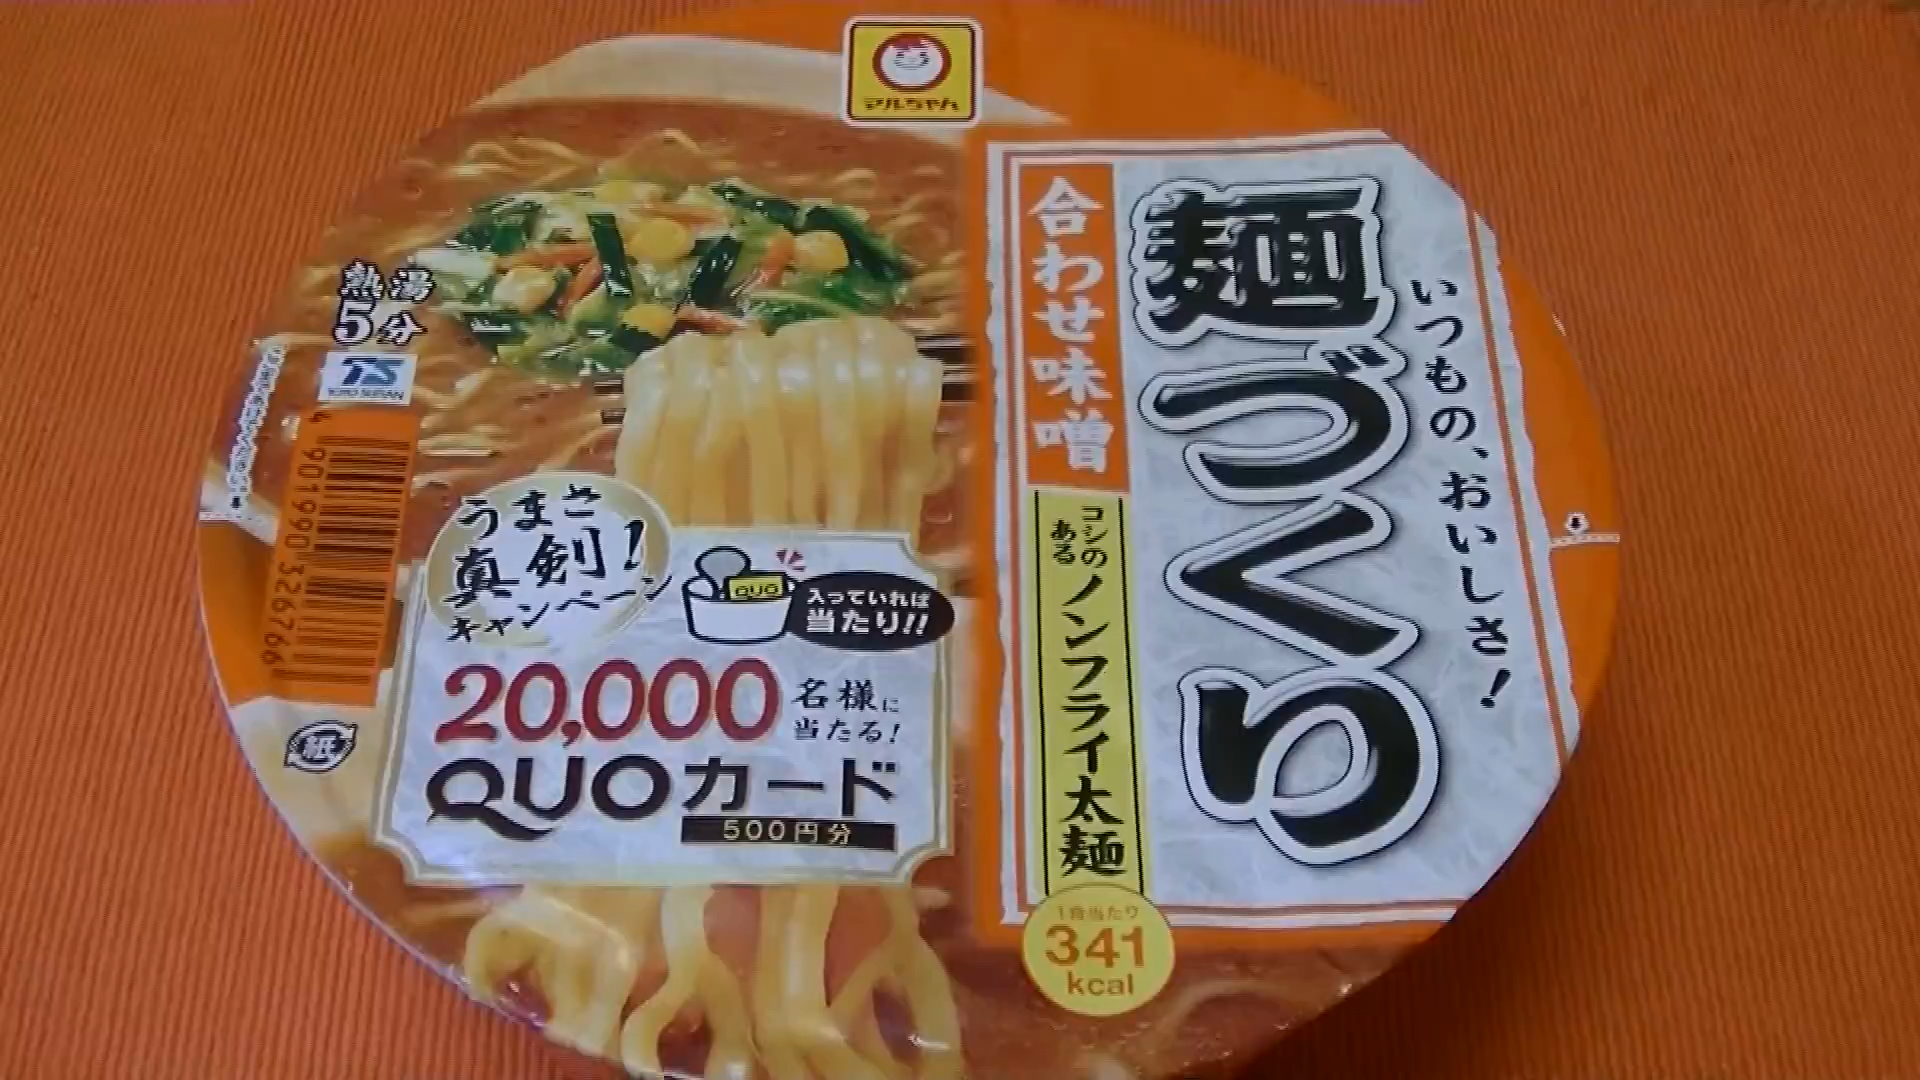 マルちゃん
いつもの、おいしさ!
麺づくり
合わせ味噌
コシの
ある
ノンフライ太麺
1食当たり
341
kcal
熱湯
5分
TS
TOYO SUISAN
4 901990 326766
紙
うまさ
真剣!
キャンペーン
QUO
入っていれば
当たり!!
20,000
名様に
当たる!
QUOカード
500円分